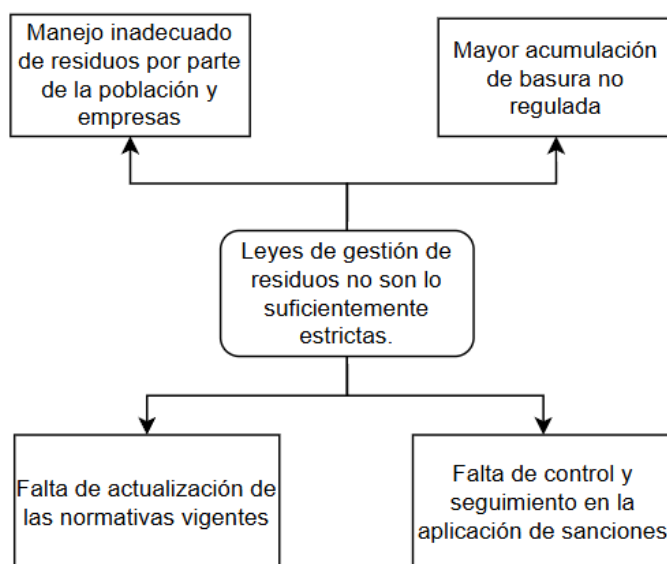 Manejo inadecuado
de residuos por parte
de la población y
empresas
Mayor acumulación
de basura no
regulada
Leyes de gestión de
residuos no son lo
suficientemente
estrictas.
Falta de actualización de
las normativas vigentes
Falta de control y
seguimiento en la
aplicación de sanciones